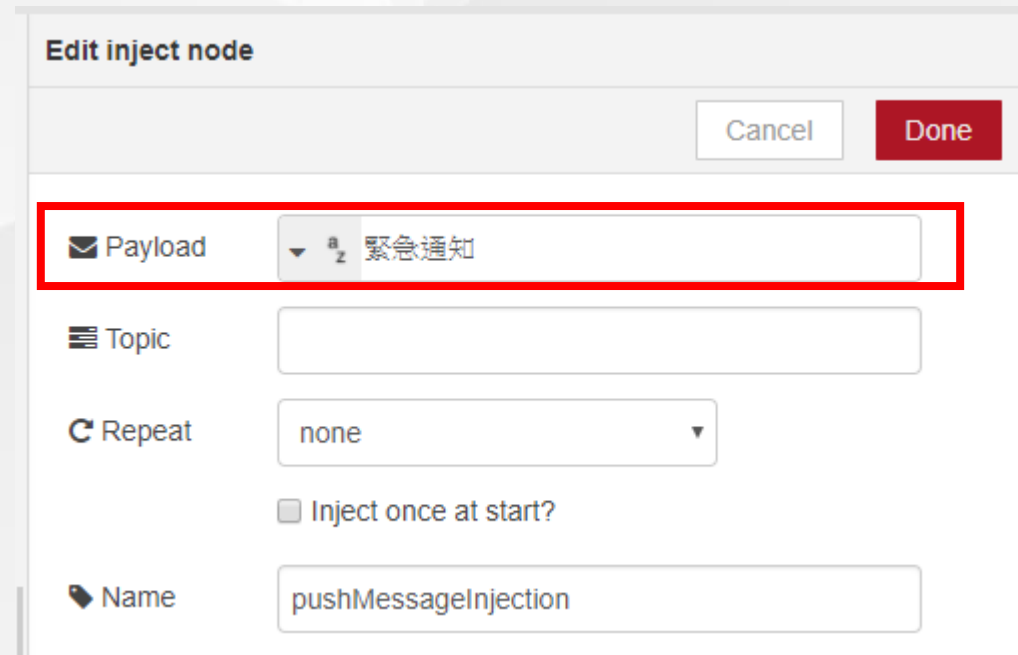 Edit inject node
Cancel Done
Payload az 緊急通知
Topic
Repeat none
Inject once at start?
Name pushMessageInjection